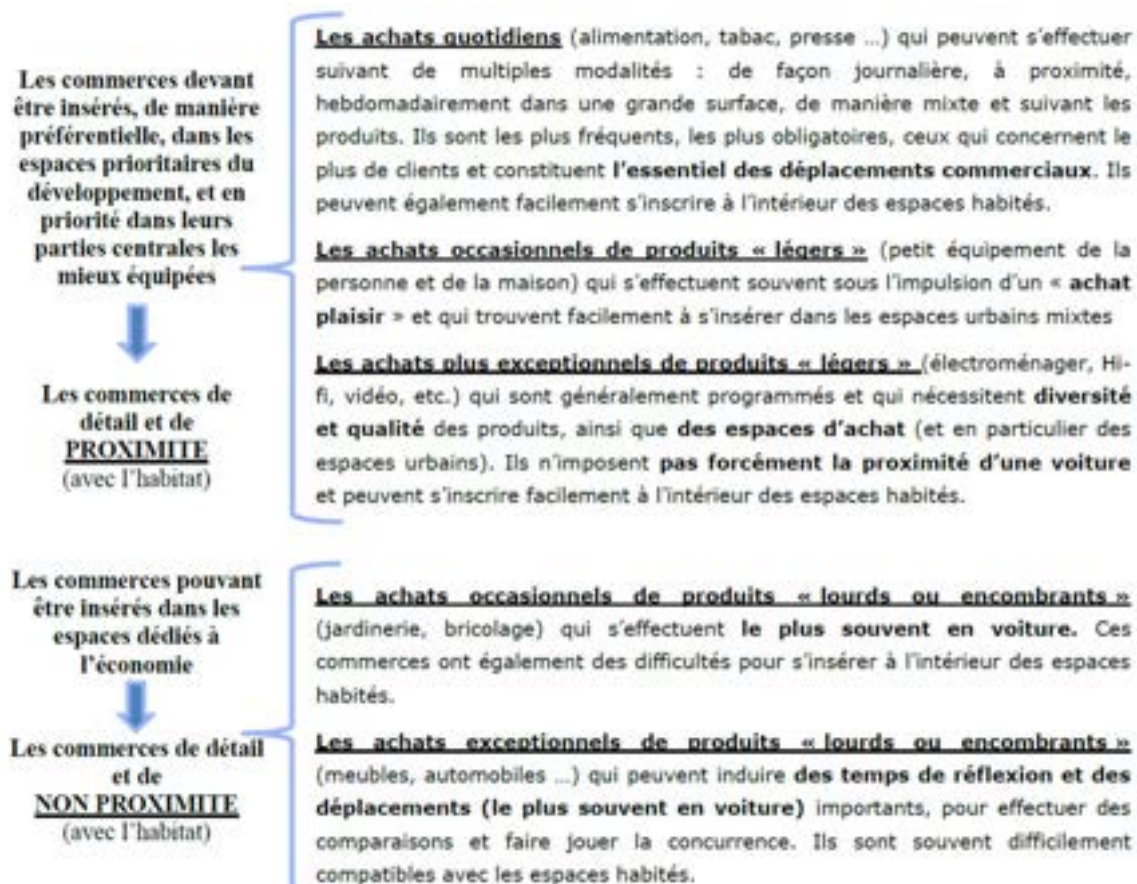 Les commerces devant
être insérés, de manière
préférentielle, dans les
espaces prioritaires du
développement, et en
priorité dans leurs
parties centrales les
mieux équipées
Les commerces de
détail et de
PROXIMITE
(avec l'habitat)
Les achats quotidiens (alimentation, tabac, presse ...) qui peuvent s'effectuer
suivant de multiples modalités : de façon journalière, à proximité,
hebdomadairement dans une grande surface, de manière mixte et suivant les
produits. Ils sont les plus fréquents, les plus obligatoires, ceux qui concernent le
plus de clients et constituent l'essentiel des déplacements commerciaux. Ils
peuvent également facilement s'inscrire à l'intérieur des espaces habités.
Les achats occasionnels de produits « légers » (petit équipement de la
personne et de la maison) qui s'effectuent souvent sous l'impulsion d'un « achat
plaisir » et qui trouvent facilement à s'insérer dans les espaces urbains mixtes
Les achats plus exceptionnels de produits « légers » (électroménager, Hi-
fi, vidéo, etc.) qui sont généralement programmés et qui nécessitent diversité
et qualité des produits, ainsi que des espaces d'achat (et en particulier des
espaces urbains). Ils n'imposent pas forcément la proximité d'une voiture
et peuvent s'inscrire facilement à l'intérieur des espaces habités.
Les commerces pouvant
être insérés dans les
espaces dédiés à
l'économie
Les commerces de détail
et de
NON PROXIMITE
(avec l'habitat)
Les achats occasionnels de produits « lourds ou encombrants »
(jardinerie, bricolage) qui s'effectuent le plus souvent en voiture. Ces
commerces ont également des difficultés pour s'insérer à l'intérieur des espaces
habités.
Les achats exceptionnels de produits « lourds ou encombrants »
(meubles, automobiles ...) qui peuvent induire des temps de réflexion et des
déplacements (le plus souvent en voiture) importants, pour effectuer des
comparaisons et faire jouer la concurrence. Ils sont souvent difficilement
compatibles avec les espaces habités.